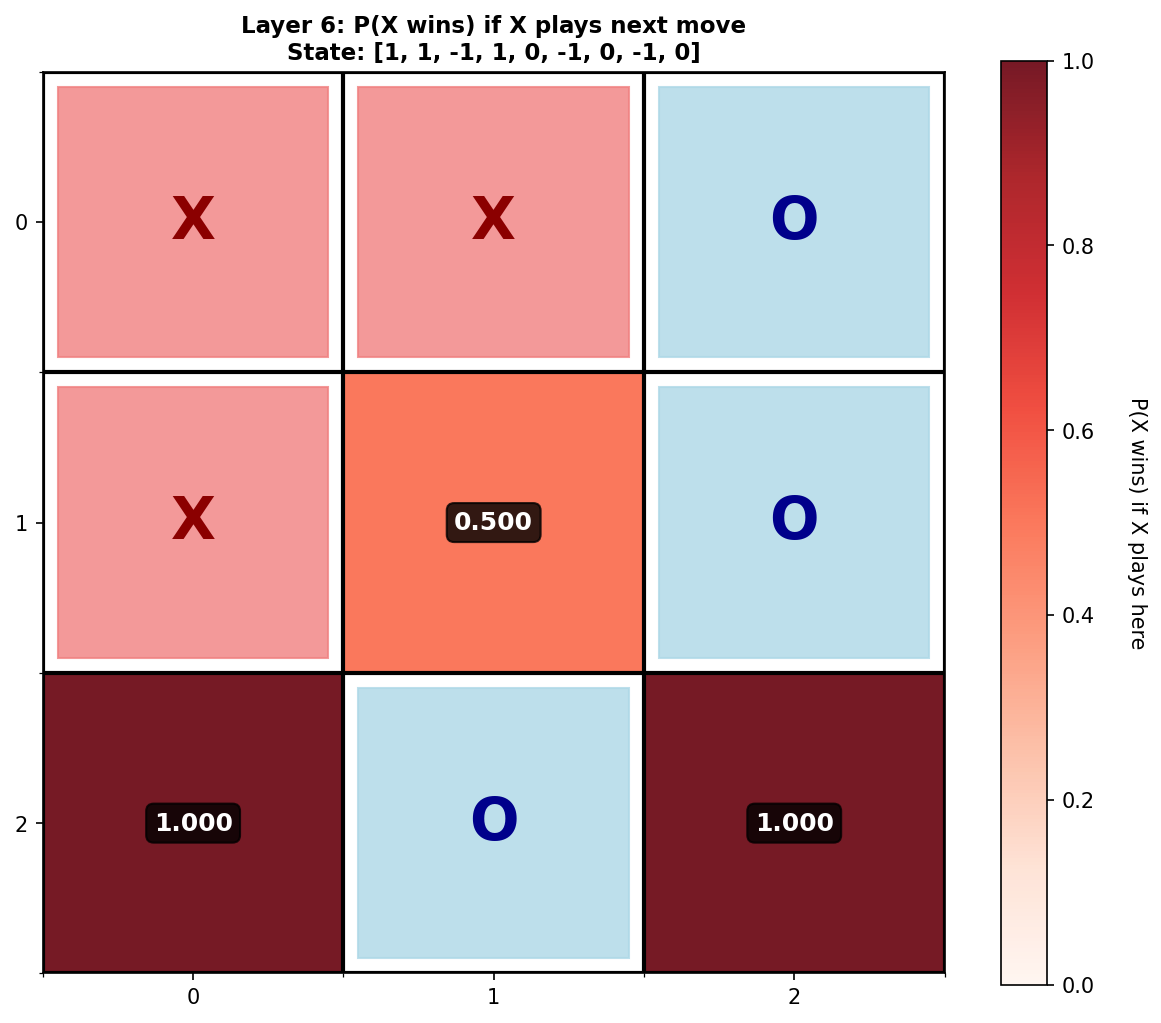 Layer 6: P(X wins) if X plays next move
State: [1, 1, -1, 1, 0, -1, 0, -1, 0]
X X O
X 0.500 O
1.000 O 1.000
0
1
2
0 1 2
1.0
0.8
0.6
0.4
0.2
0.0
P(X wins) if X plays here